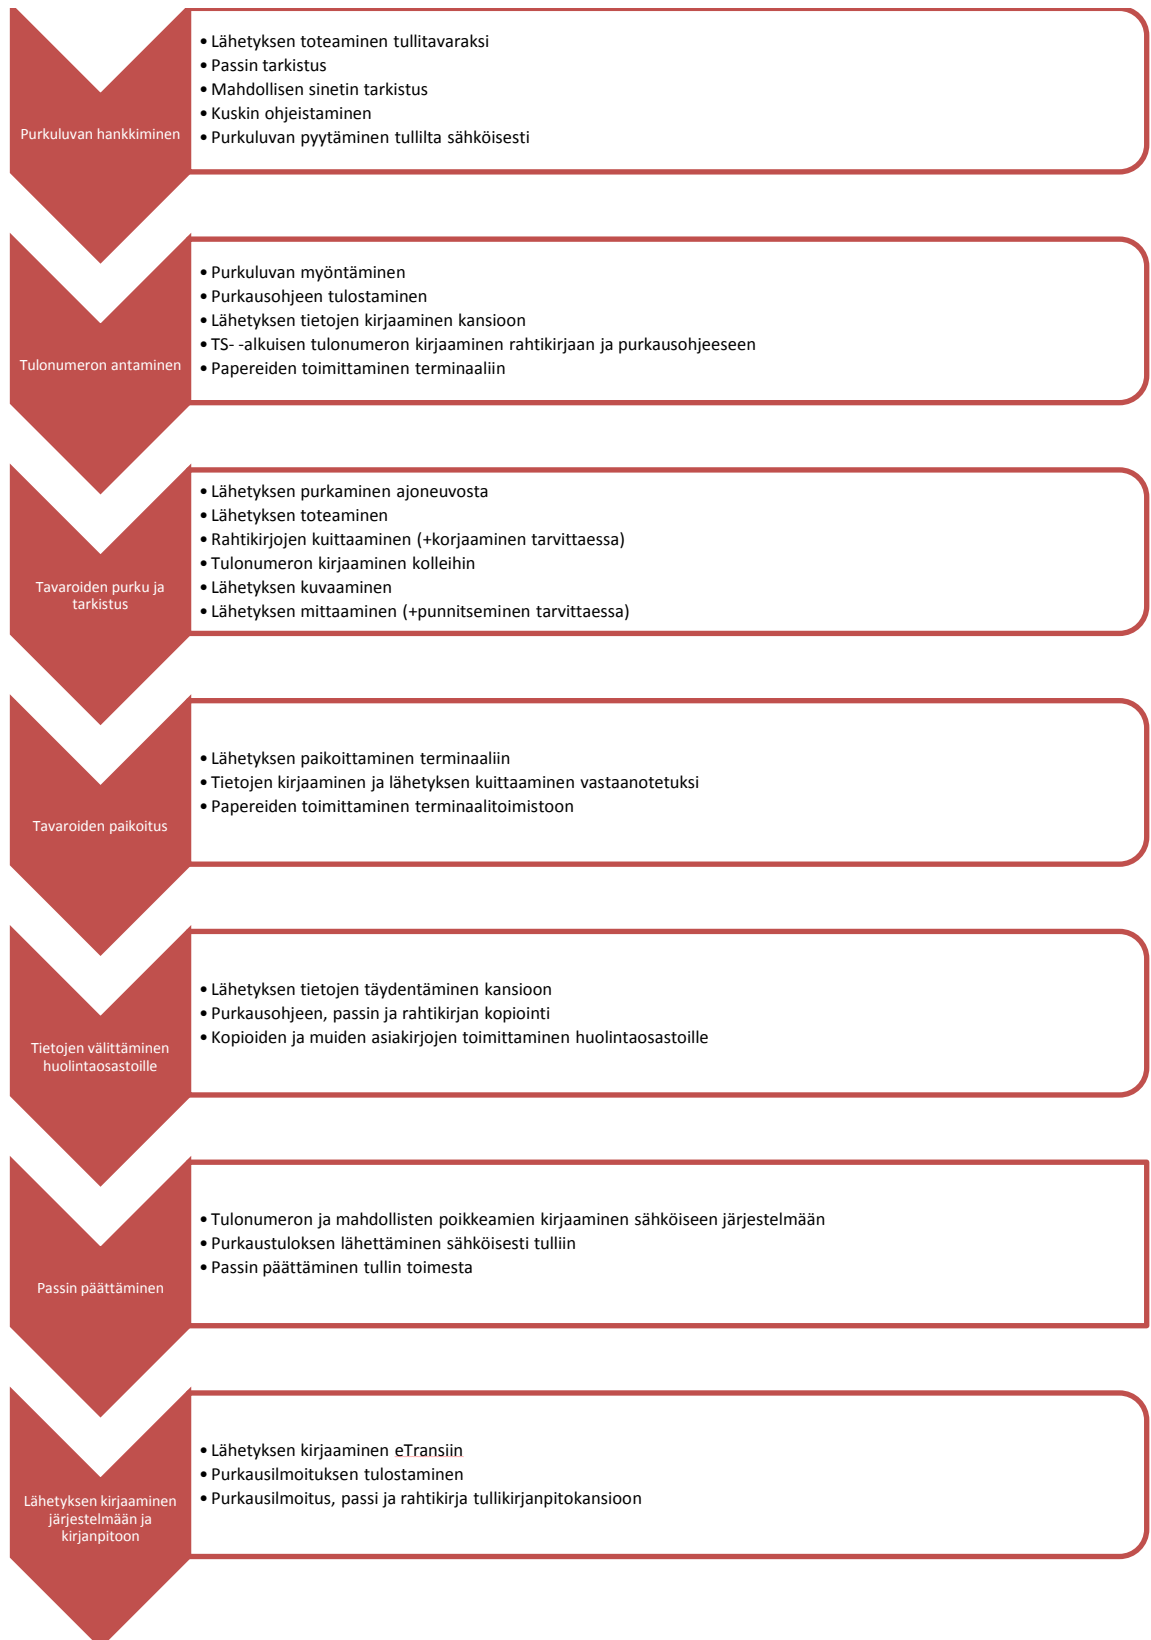 Purkuluvan hankkiminen
• Lähetyksen toteaminen tullitavaraksi
• Passin tarkistus
• Mahdollisen sinetin tarkistus
• Kuskin ohjeistaminen
• Purkuluvan pyytäminen tullilta sähköisesti
Tulonumeron antaminen
• Purkuluvan myöntäminen
• Purkausohjeen tulostaminen
• Lähetyksen tietojen kirjaaminen kansioon
• TS- -alkuisen tulonumeron kirjaaminen rahtikirjaan ja purkausohjeeseen
• Papereiden toimittaminen terminaaliin
Tavaroiden purku ja
tarkistus
• Lähetyksen purkaminen ajoneuvosta
• Lähetyksen toteaminen
• Rahtikirjojen kuittaaminen (+korjaaminen tarvittaessa)
• Tulonumeron kirjaaminen kolleihin
• Lähetyksen kuvaaminen
• Lähetyksen mittaaminen (+punnitseminen tarvittaessa)
Tavaroiden paikoitus
• Lähetyksen paikoittaminen terminaaliin
• Tietojen kirjaaminen ja lähetyksen kuittaaminen vastaanotetuksi
• Papereiden toimittaminen terminaalitoimistoon
Tietojen välittäminen
huolintaosastoille
• Lähetyksen tietojen täydentäminen kansioon
• Purkausohjeen, passin ja rahtikirjan kopiointi
• Kopioiden ja muiden asiakirjojen toimittaminen huolintaosastoille
Passin päättäminen
• Tulonumeron ja mahdollisten poikkeamien kirjaaminen sähköiseen järjestelmään
• Purkaustuloksen lähettäminen sähköisesti tulliin
• Passin päättäminen tullin toimesta
Lähetyksen kirjaaminen
järjestelmään ja
kirjanpitoon
• Lähetyksen kirjaaminen eTransiin
• Purkausilmoituksen tulostaminen
• Purkausilmoitus, passi ja rahtikirja tullikirjanpitokansioon